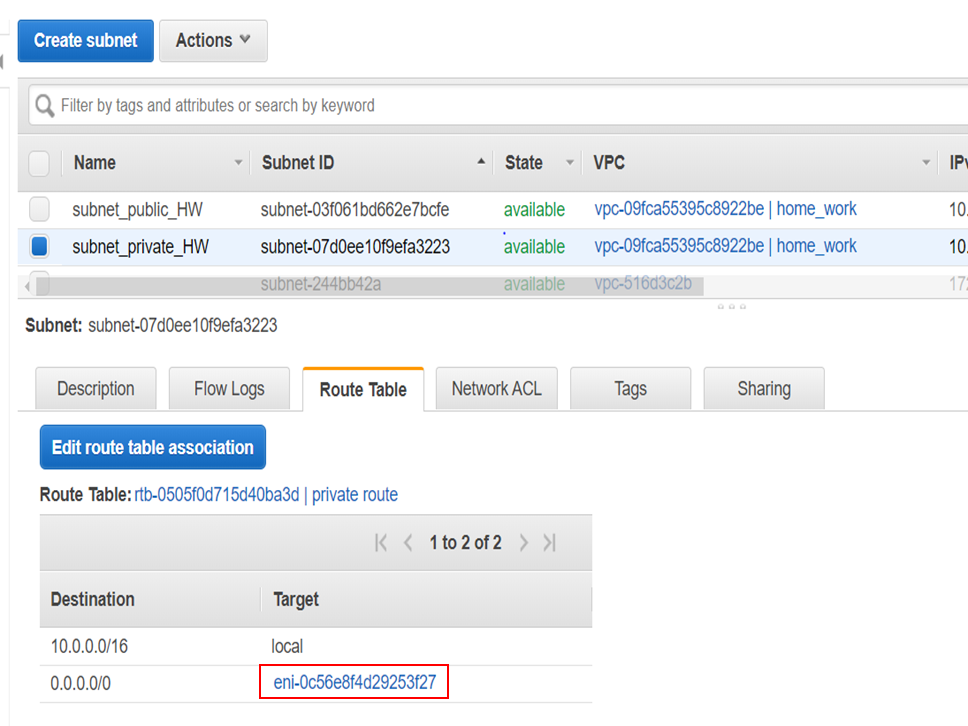 Create subnet Actions
Filter by tags and attributes or search by keyword
Name Subnet ID State VPC IPv
subnet_public_HW subnet-03f061bd662e7bcfe available vpc-09fca55395c8922be | home_work 10.
subnet_private_HW subnet-07d0ee10f9efa3223 available vpc-09fca55395c8922be | home_work 10.
subnet-244bb42a available vpc-516d3c2b 172
Subnet: subnet-07d0ee10f9efa3223
Description Flow Logs Route Table Network ACL Tags Sharing
Edit route table association
Route Table: rtb-0505f0d715d40ba3d | private route
1 to 2 of 2
Destination Target
10.0.0.0/16 local
0.0.0.0/0 eni-0c56e8f4d29253f27